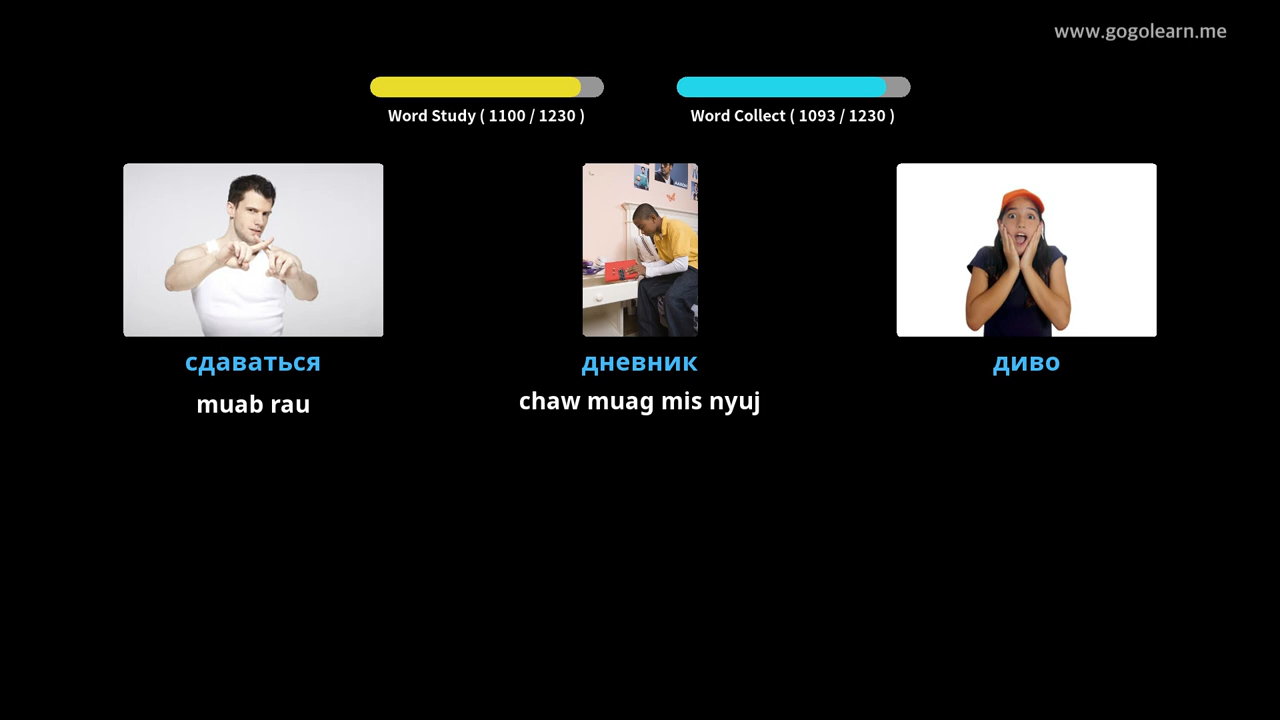 www.gogolearn.me
Word Study ( 1100 / 1230 )
Word Collect ( 1093 / 1230 )
сдаваться
дневник
диво
muab rau
chaw muag mis nyuj